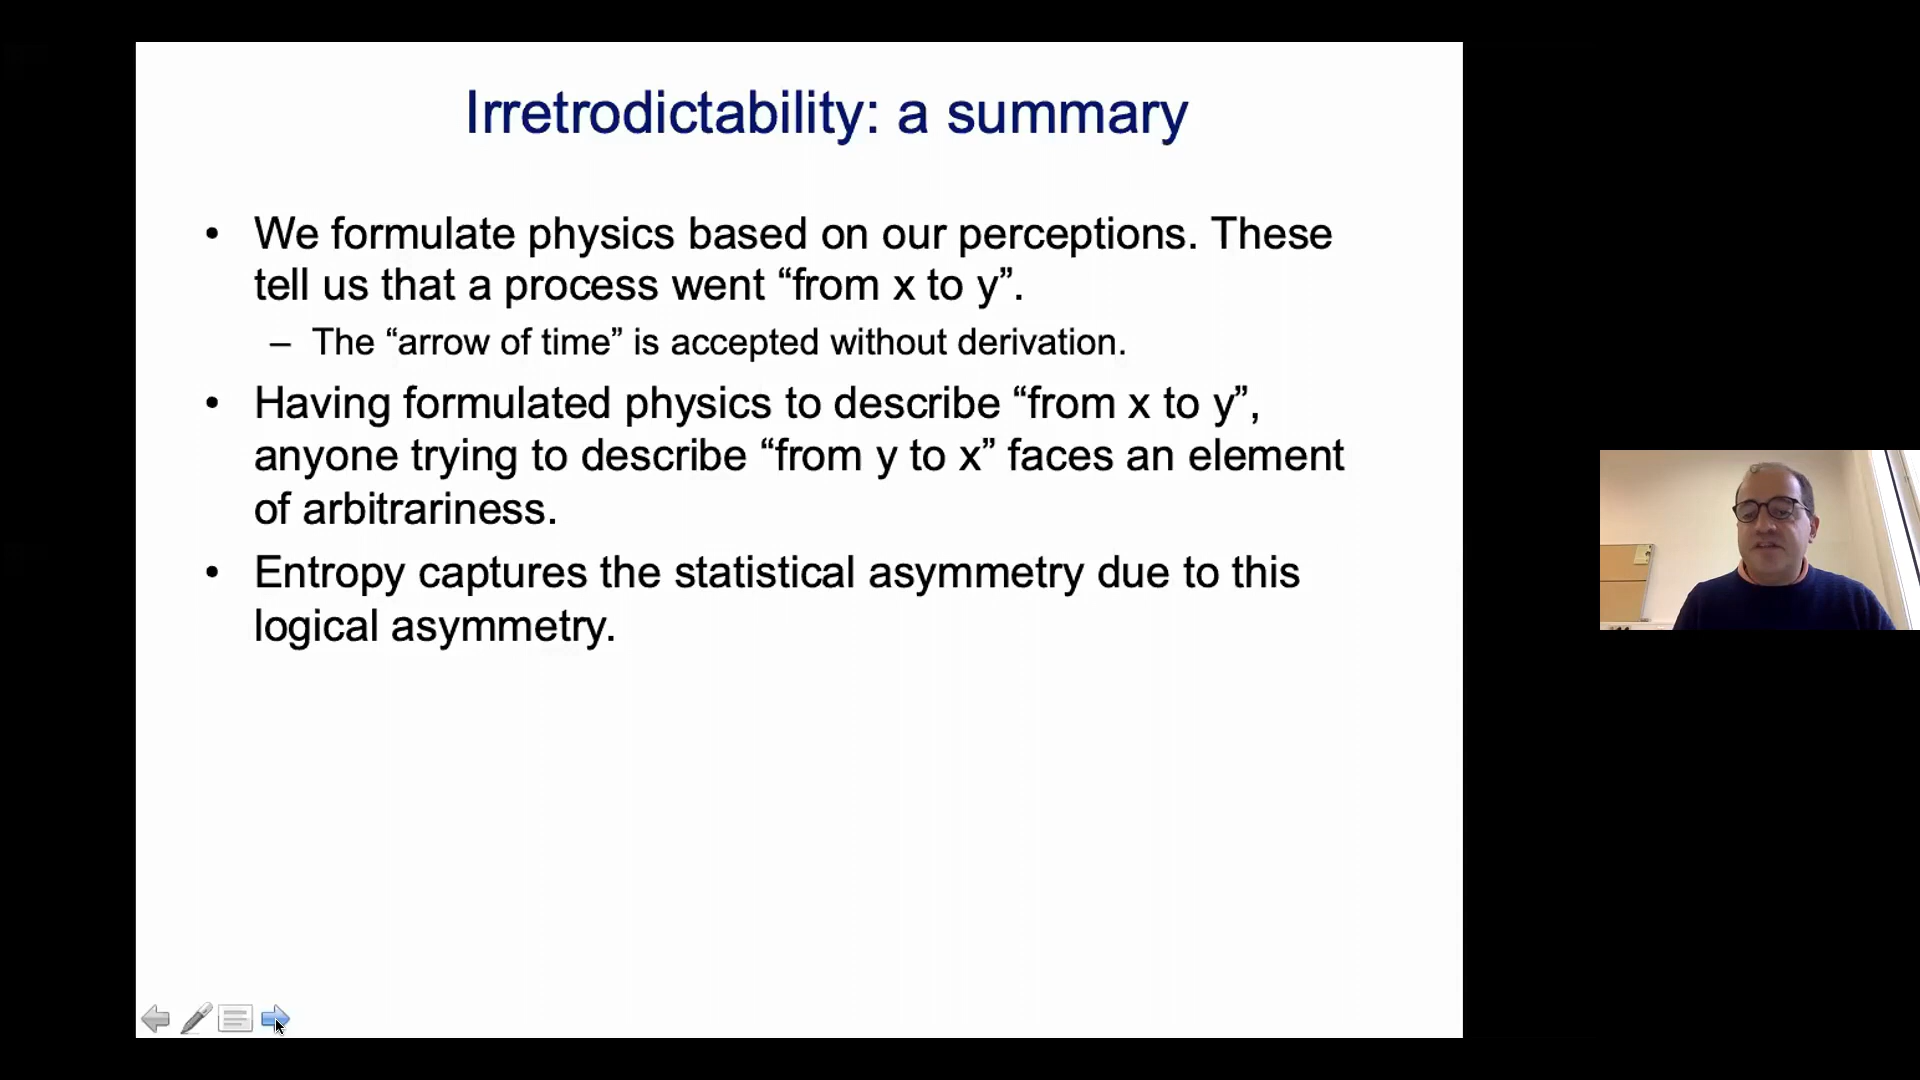 Irretrodictability: a summary
• We formulate physics based on our perceptions. These
tell us that a process went “from x to y”.
– The “arrow of time” is accepted without derivation.
• Having formulated physics to describe “from x to y”,
anyone trying to describe “from y to x” faces an element
of arbitrariness.
• Entropy captures the statistical asymmetry due to this
logical asymmetry.